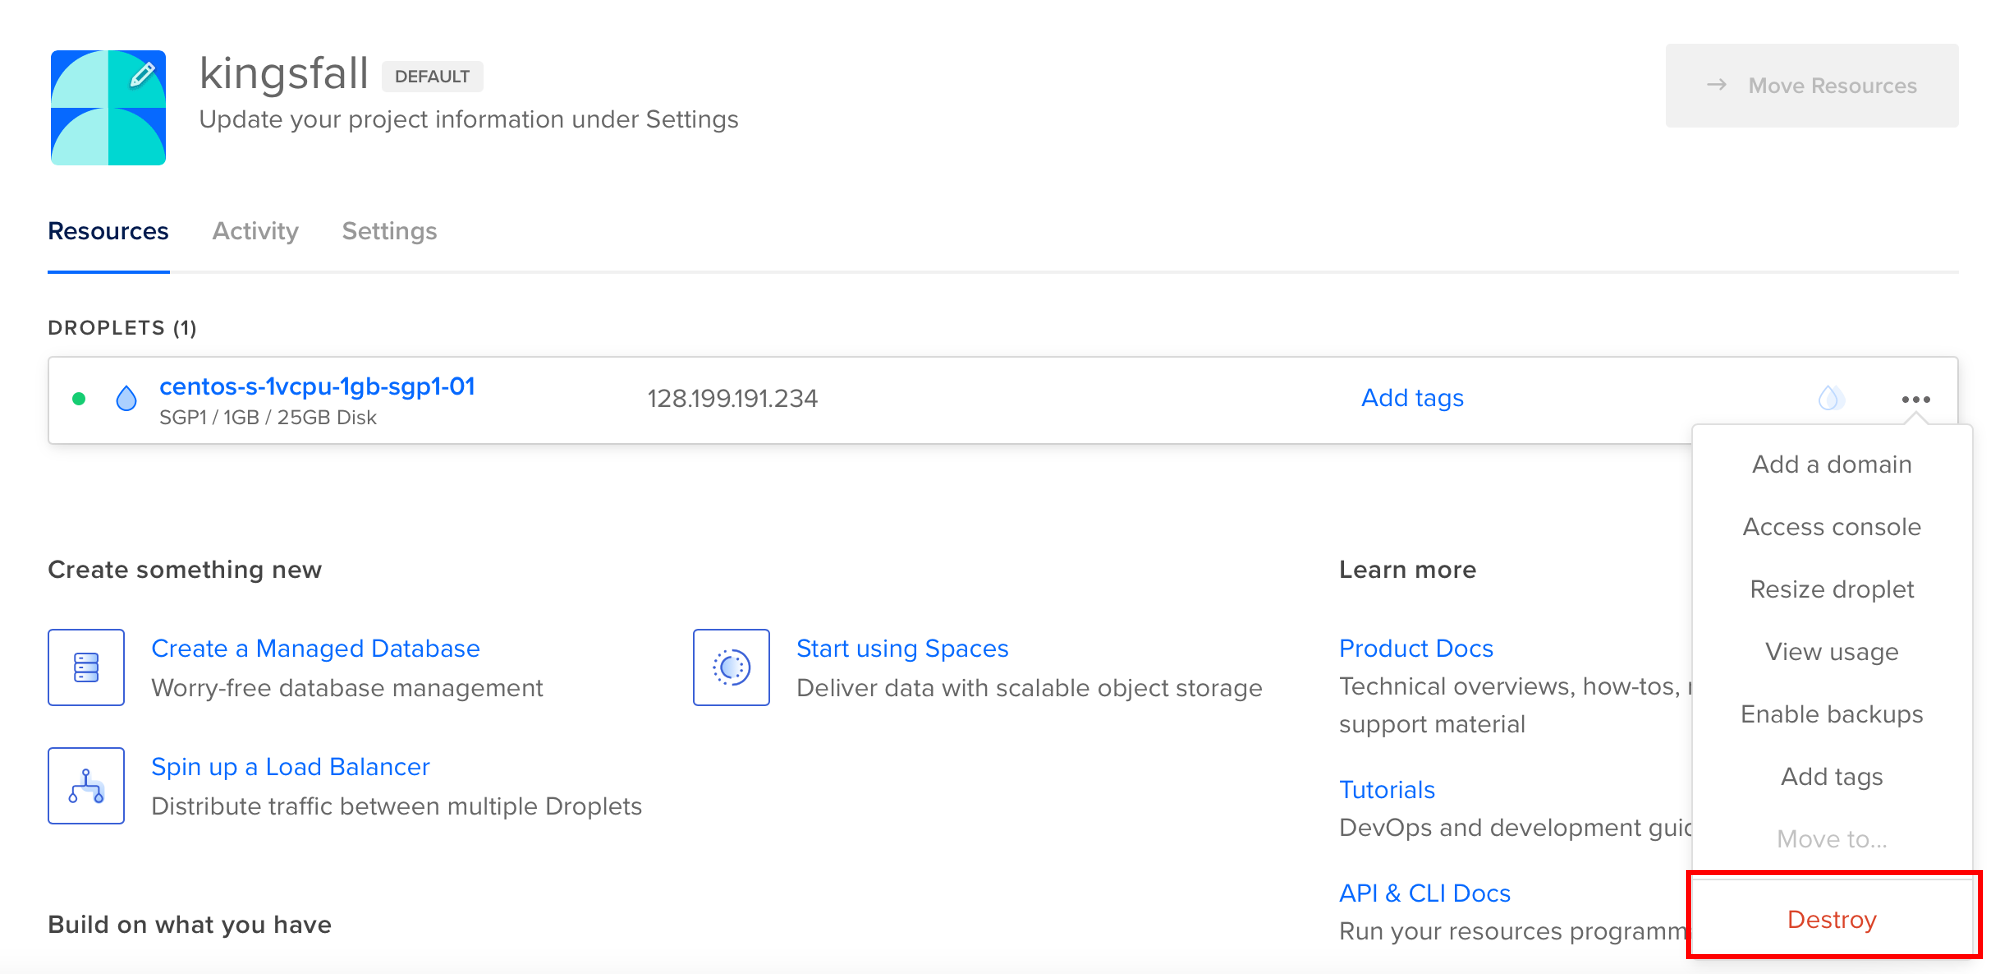 kingsfall DEFAULT
Update your project information under Settings
→ Move Resources
Resources Activity Settings
DROPLETS (1)
centos-s-1vcpu-1gb-sgp1-01
SGP1 / 1GB / 25GB Disk
128.199.191.234
Add tags
Add a domain
Access console
Resize droplet
View usage
Enable backups
Add tags
Move to...
Destroy
Create something new
Create a Managed Database
Worry-free database management
Start using Spaces
Deliver data with scalable object storage
Spin up a Load Balancer
Distribute traffic between multiple Droplets
Learn more
Product Docs
Technical overviews, how-tos,
support material
Tutorials
DevOps and development
API & CLI Docs
Run your resources
Build on what you have